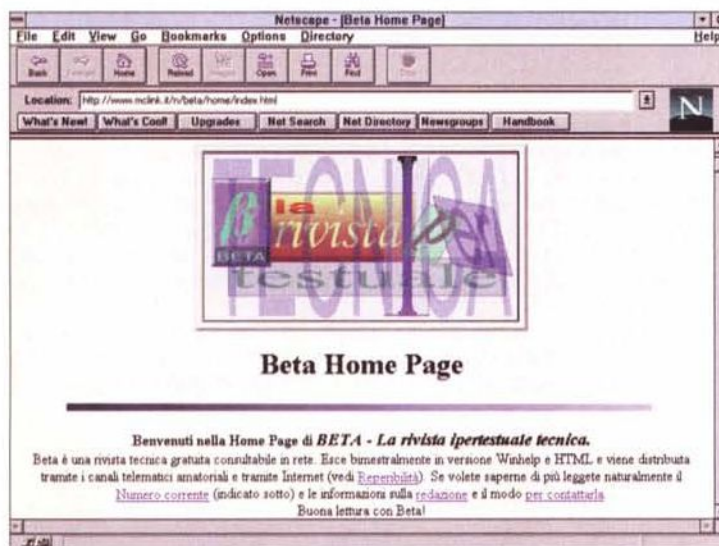 Netscape - [Beta Home Page]
File Edit View Go Bookmarks Options Directory Help
Back Forward Home Reload Images Open Print Find Stop
Location: http://www.mclink.it/n/beta/home/index.html
What's New! What's Cool! Upgrades Net Search Net Directory Newsgroups Handbook
N
TECNICA
β la rivista iper
BETA
testuale
Beta Home Page
Benvenuti nella Home Page di BETA - La rivista ipertestuale tecnica.
Beta é una rivista tecnica gratuita consultabile in rete. Esce bimestralmente in versione Winhelp e HTML e viene distribuita
tramite i canali telematici amatoriali e tramite Internet (vedi Reperibilità). Se volete saperne di più leggete naturalmente il
Numero corrente (indicato sotto) e le informazioni sulla redazione e il modo per contattarla.
Buona lettura con Beta!